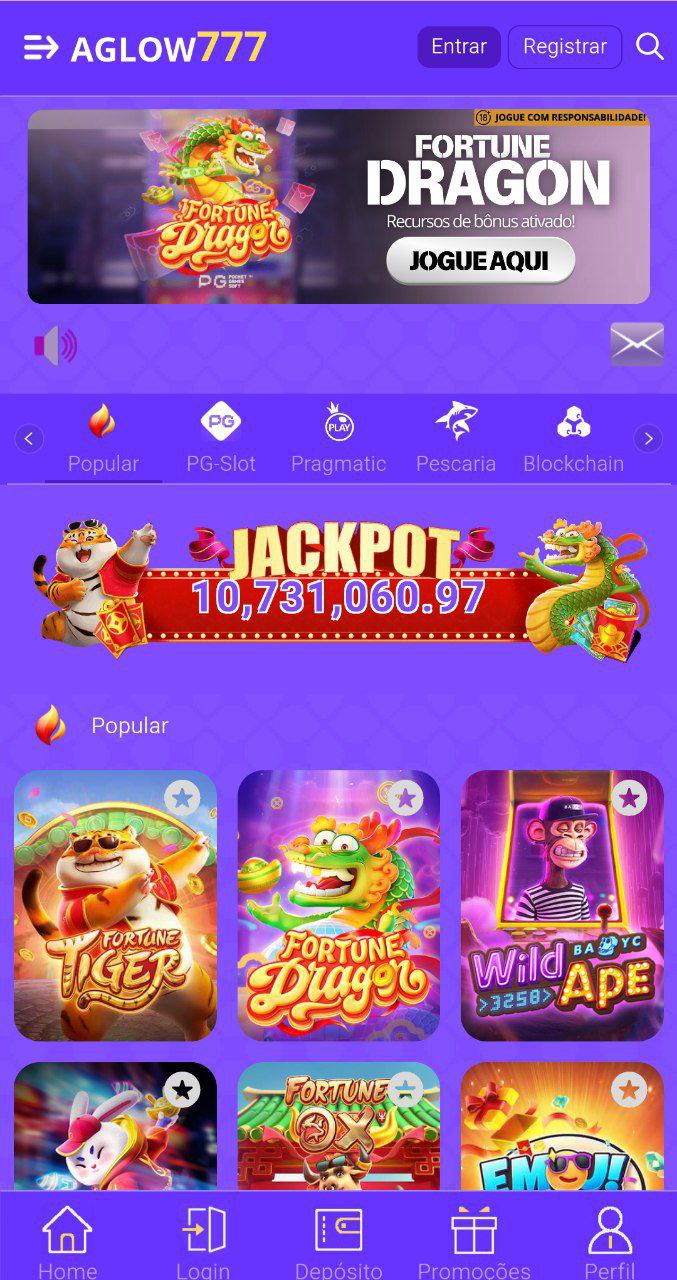 AGLOW777
Entrar
Registrar
18 JOGUE COM RESPONSABILIDADE!
FORTUNE
Dragon
PG POCKET GAMES SOFT
FORTUNE
DRAGON
Recursos de bônus ativado!
JOGUE AQUI
Popular
PG
PG-Slot
PLAY
Pragmatic
Pescaria
Blockchain
JACKPOT
10,731,060.97
Popular
FORTUNE
TIGER
FORTUNE
Dragon
Wild
BAYC
>3258>
APE
FORTUNE
OX
EMOJI
Home
Login
Depósito
Promoções
Perfil